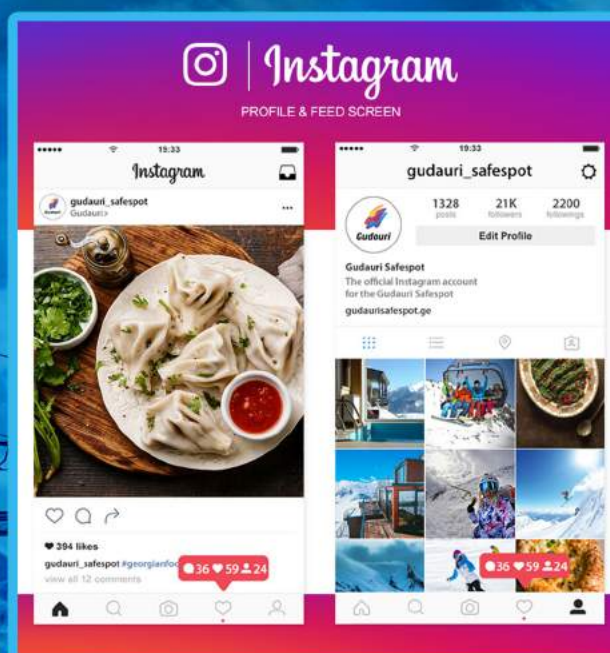 Instagram
PROFILE & FEED SCREEN
19:33
Instagram
gudauri_safespot
Gudauri>
Gudauri
394 likes
gudauri_safespot #georgianfoo
view all 12 comments
36 59 24
19:33
gudauri_safespot
Gudauri
1328 21K 2200
posts followers followings
Edit Profile
Gudauri Safespot
The official Instagram account
for the Gudauri Safespot
gudaurisafespot.ge
36 59 24